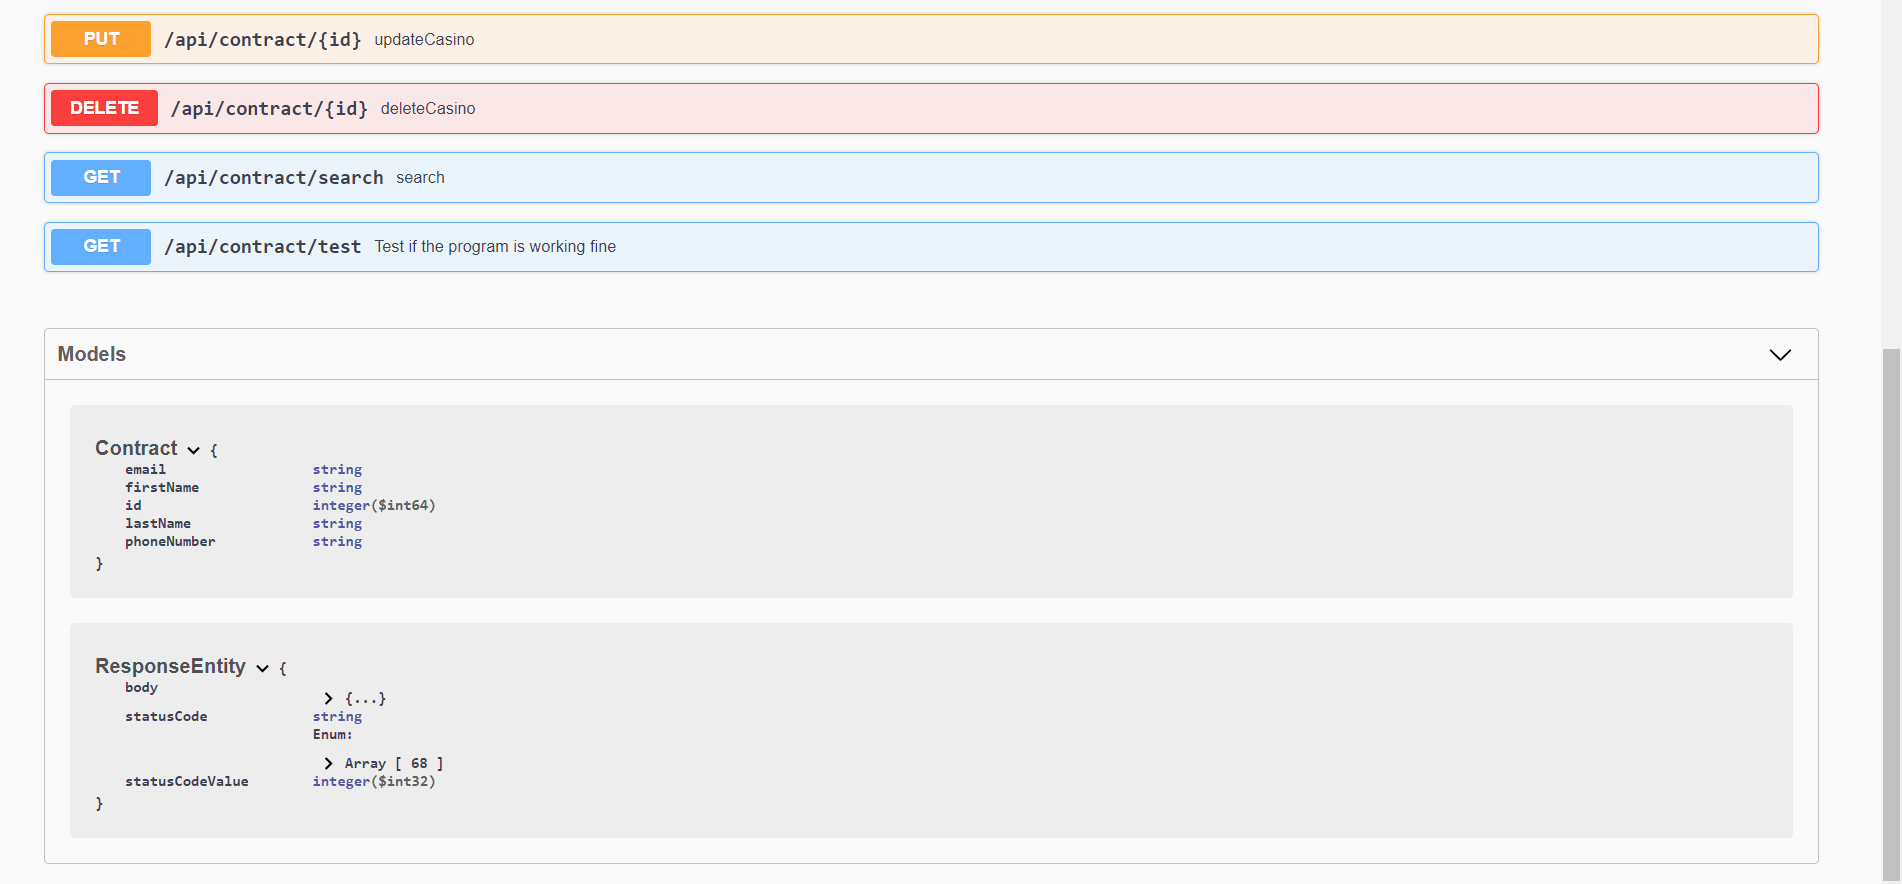 PUT /api/contract/{id} updateCasino
DELETE /api/contract/{id} deleteCasino
GET /api/contract/search search
GET /api/contract/test Test if the program is working fine
Models
Contract {
email string
firstName string
id integer($int64)
lastName string
phoneNumber string
}
ResponseEntity {
body
{...}
statusCode string
Enum:
Array [ 68 ]
statusCodeValue integer($int32)
}